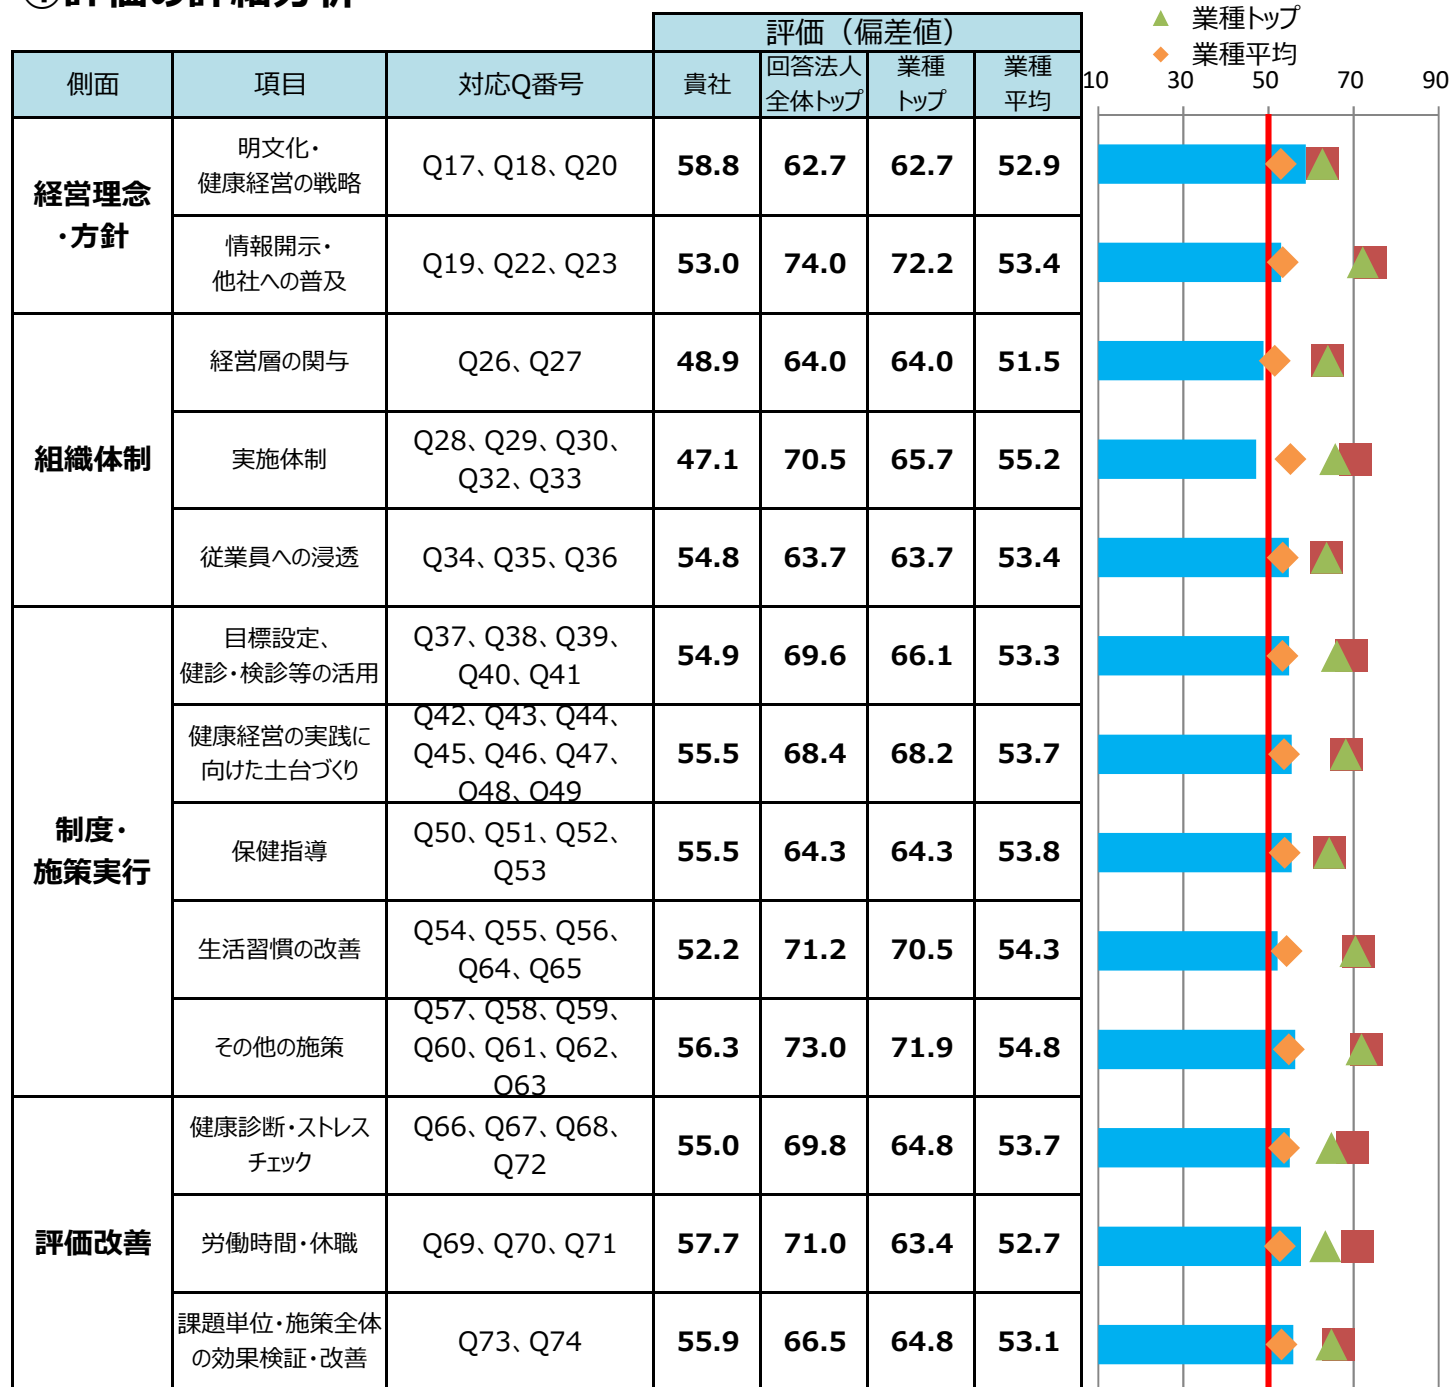 ①評価の詳細分析
評価（偏差値）
側面 項目 対応Q番号 貴社 回答法人全体トップ 業種トップ 業種平均
▲ 業種トップ
◆ 業種平均
10 30 50 70 90
経営理念
・方針
明文化・
健康経営の戦略
Q17、Q18、Q20
58.8 62.7 62.7 52.9
情報開示・
他社への普及
Q19、Q22、Q23
53.0 74.0 72.2 53.4
組織体制
経営層の関与
Q26、Q27
48.9 64.0 64.0 51.5
実施体制
Q28、Q29、Q30、
Q32、Q33
47.1 70.5 65.7 55.2
従業員への浸透
Q34、Q35、Q36
54.8 63.7 63.7 53.4
制度・
施策実行
目標設定、
健診・検診等の活用
Q37、Q38、Q39、
Q40、Q41
54.9 69.6 66.1 53.3
健康経営の実践に
向けた土台づくり
Q42、Q43、Q44、
Q45、Q46、Q47、
Q48、Q49
55.5 68.4 68.2 53.7
保健指導
Q50、Q51、Q52、
Q53
55.5 64.3 64.3 53.8
生活習慣の改善
Q54、Q55、Q56、
Q64、Q65
52.2 71.2 70.5 54.3
その他の施策
Q57、Q58、Q59、
Q60、Q61、Q62、
Q63
56.3 73.0 71.9 54.8
評価改善
健康診断・ストレス
チェック
Q66、Q67、Q68、
Q72
55.0 69.8 64.8 53.7
労働時間・休職
Q69、Q70、Q71
57.7 71.0 63.4 52.7
課題単位・施策全体
の効果検証・改善
Q73、Q74
55.9 66.5 64.8 53.1